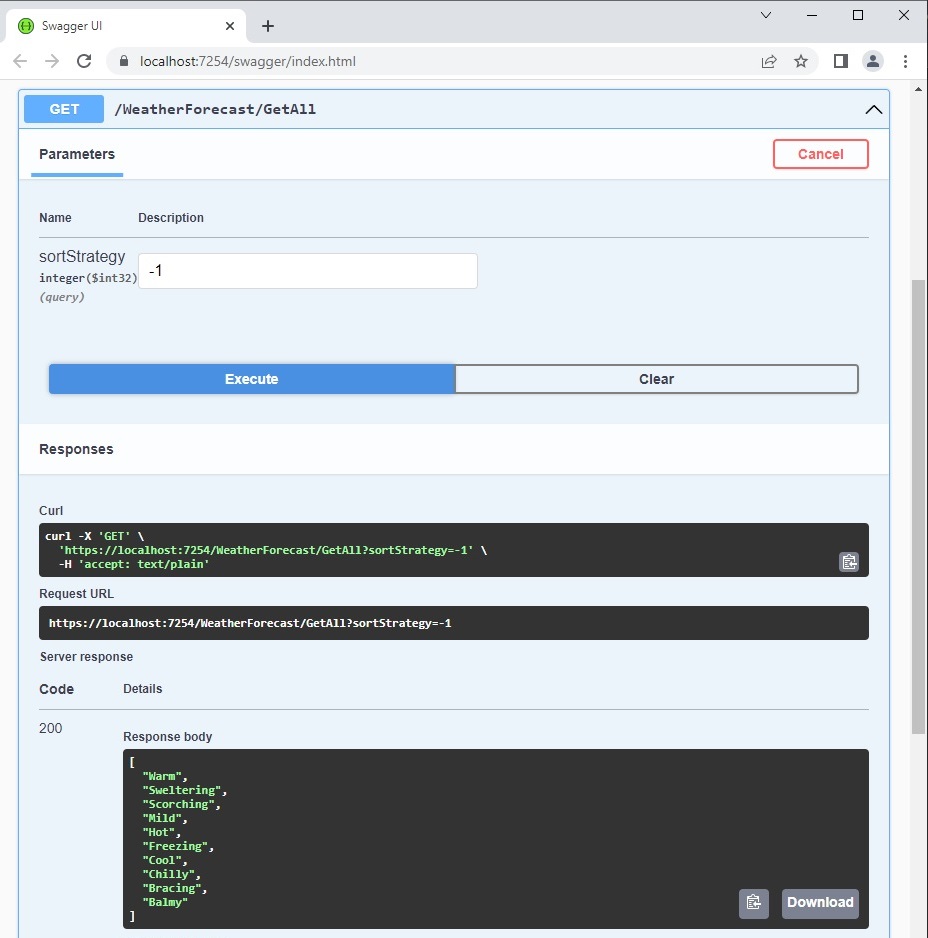 Swagger UI
localhost:7254/swagger/index.html
GET /WeatherForecast/GetAll
Parameters
Cancel
Name Description
sortStrategy
integer($int32)
(query)
-1
Execute Clear
Responses
Curl
curl -X 'GET' \
'https://localhost:7254/WeatherForecast/GetAll?sortStrategy=-1' \
-H 'accept: text/plain'
Request URL
https://localhost:7254/WeatherForecast/GetAll?sortStrategy=-1
Server response
Code Details
200
Response body
[
"Warm",
"Sweltering",
"Scorching",
"Mild",
"Hot",
"Freezing",
"Cool",
"Chilly",
"Bracing",
"Balmy"
]
Download